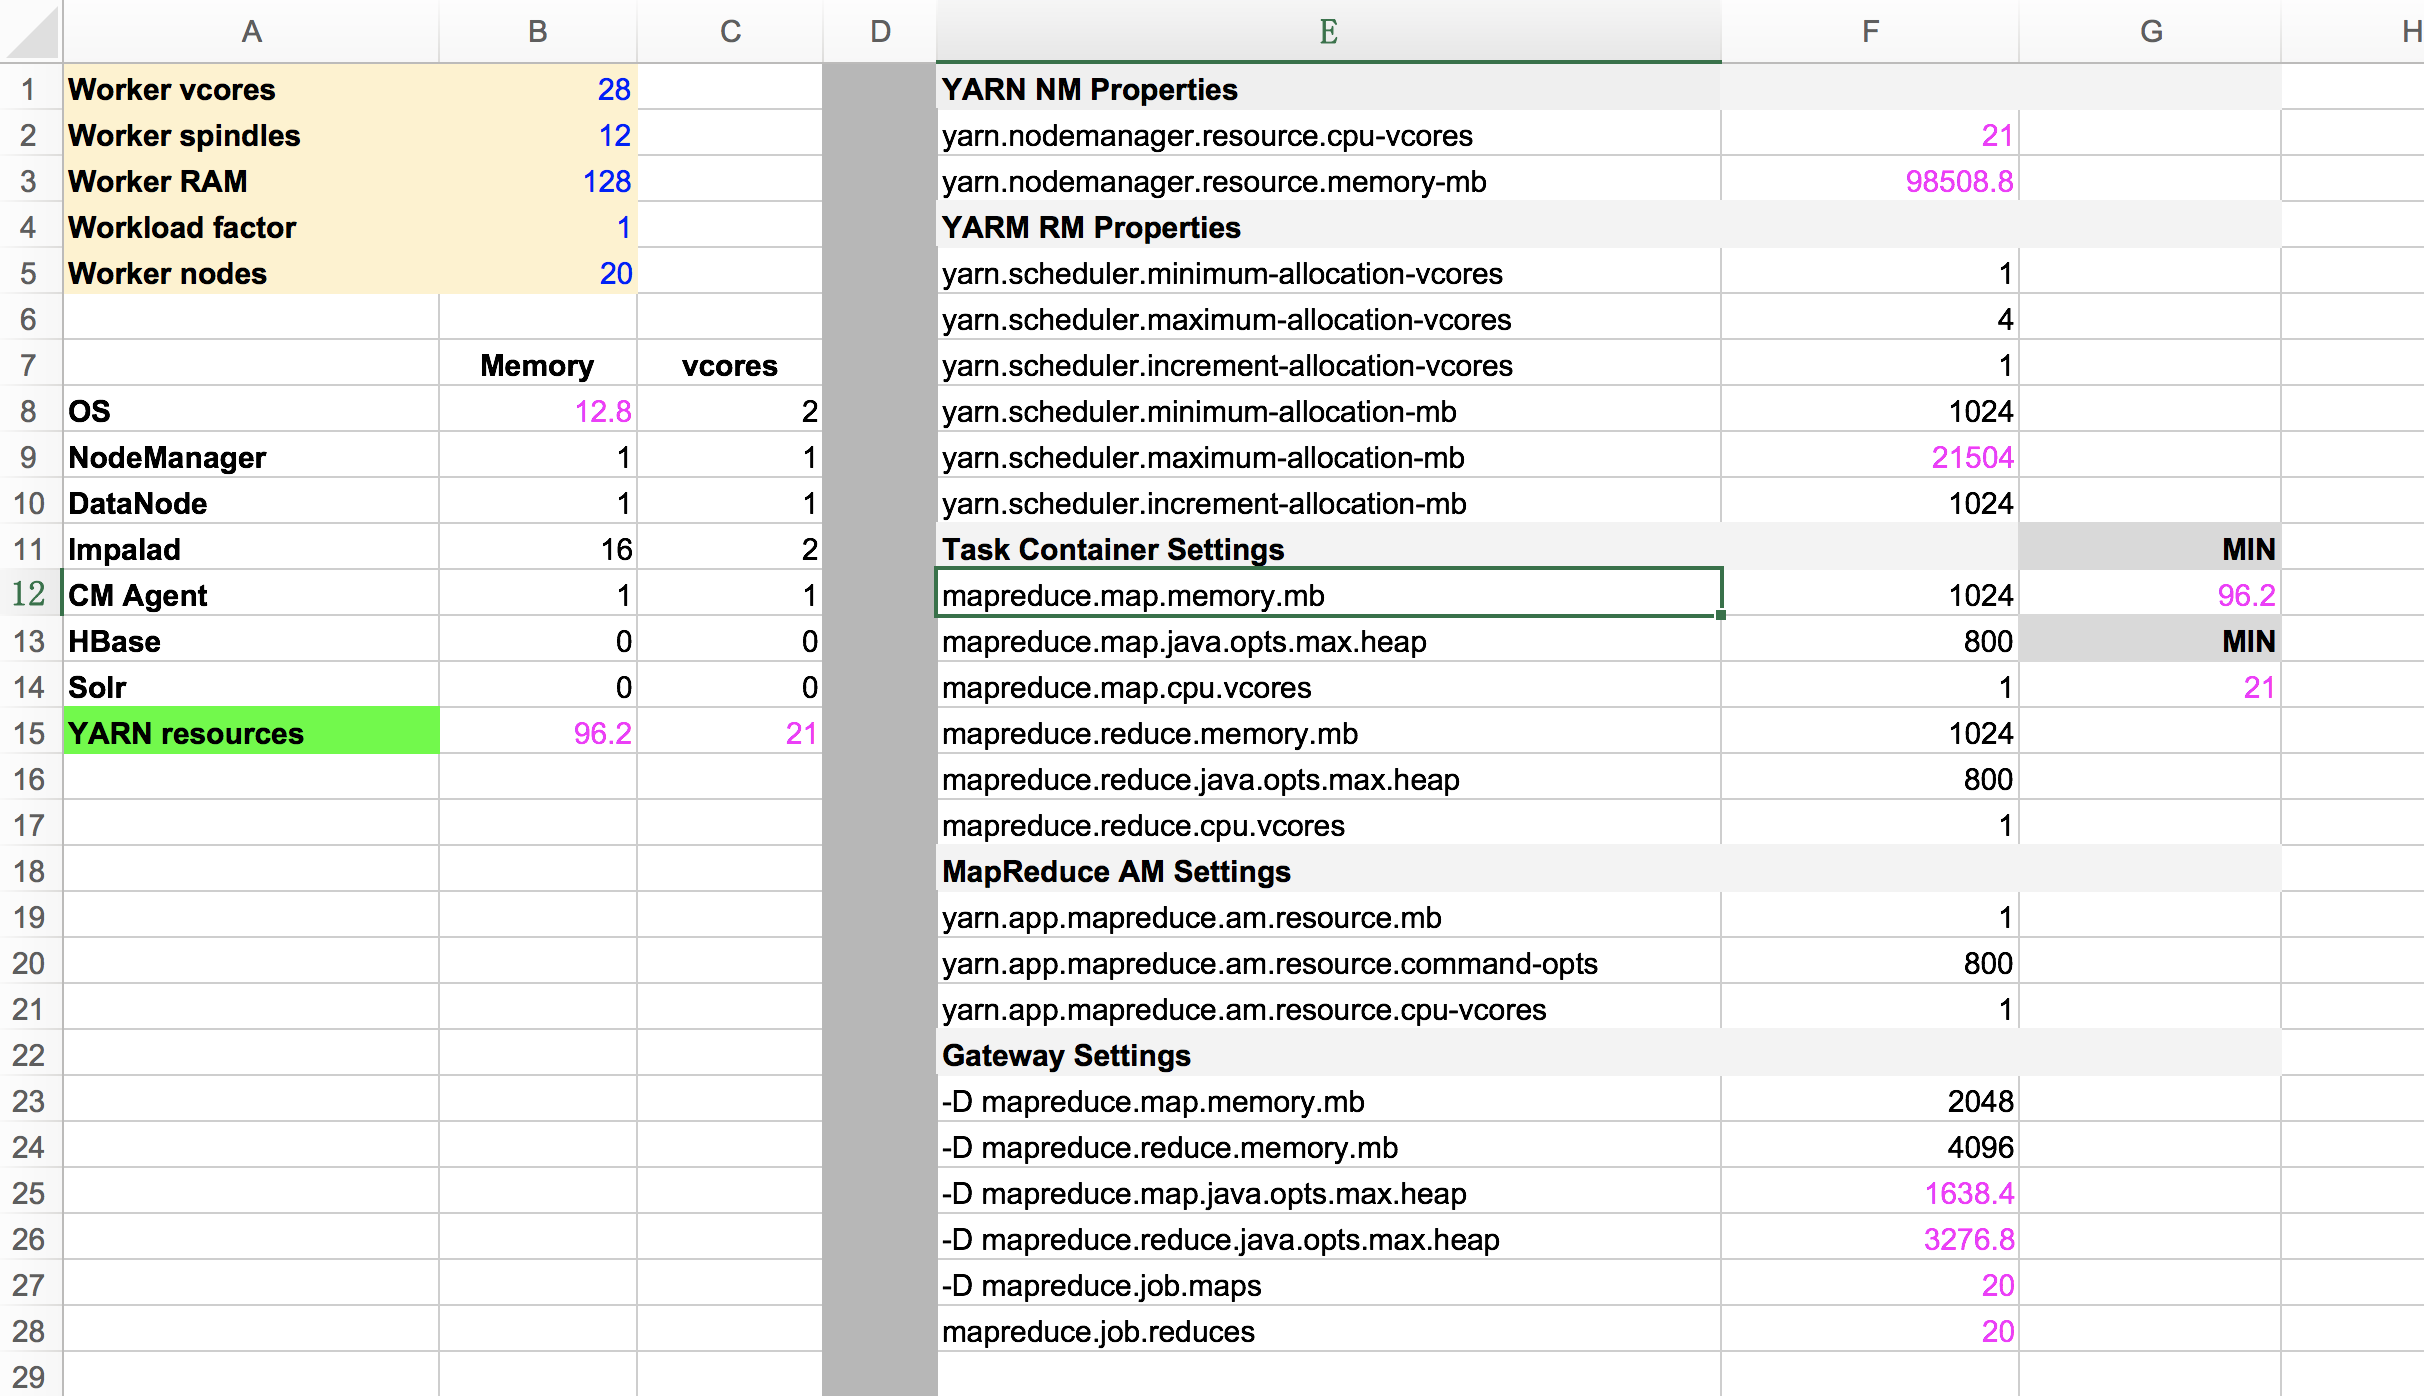 A B C D E F G H
1 Worker vcores 28 YARN NM Properties
2 Worker spindles 12 yarn.nodemanager.resource.cpu-vcores 21
3 Worker RAM 128 yarn.nodemanager.resource.memory-mb 98508.8
4 Workload factor 1 YARM RM Properties
5 Worker nodes 20 yarn.scheduler.minimum-allocation-vcores 1
6 yarn.scheduler.maximum-allocation-vcores 4
7 Memory vcores yarn.scheduler.increment-allocation-vcores 1
8 OS 12.8 2 yarn.scheduler.minimum-allocation-mb 1024
9 NodeManager 1 1 yarn.scheduler.maximum-allocation-mb 21504
10 DataNode 1 1 yarn.scheduler.increment-allocation-mb 1024
11 Impalad 16 2 Task Container Settings MIN
12 CM Agent 1 1 mapreduce.map.memory.mb 1024 96.2
13 HBase 0 0 mapreduce.map.java.opts.max.heap 800 MIN
14 Solr 0 0 mapreduce.map.cpu.vcores 1 21
15 YARN resources 96.2 21 mapreduce.reduce.memory.mb 1024
16 mapreduce.reduce.java.opts.max.heap 800
17 mapreduce.reduce.cpu.vcores 1
18 MapReduce AM Settings
19 yarn.app.mapreduce.am.resource.mb 1
20 yarn.app.mapreduce.am.resource.command-opts 800
21 yarn.app.mapreduce.am.resource.cpu-vcores 1
22 Gateway Settings
23 -D mapreduce.map.memory.mb 2048
24 -D mapreduce.reduce.memory.mb 4096
25 -D mapreduce.map.java.opts.max.heap 1638.4
26 -D mapreduce.reduce.java.opts.max.heap 3276.8
27 -D mapreduce.job.maps 20
28 mapreduce.job.reduces 20
29